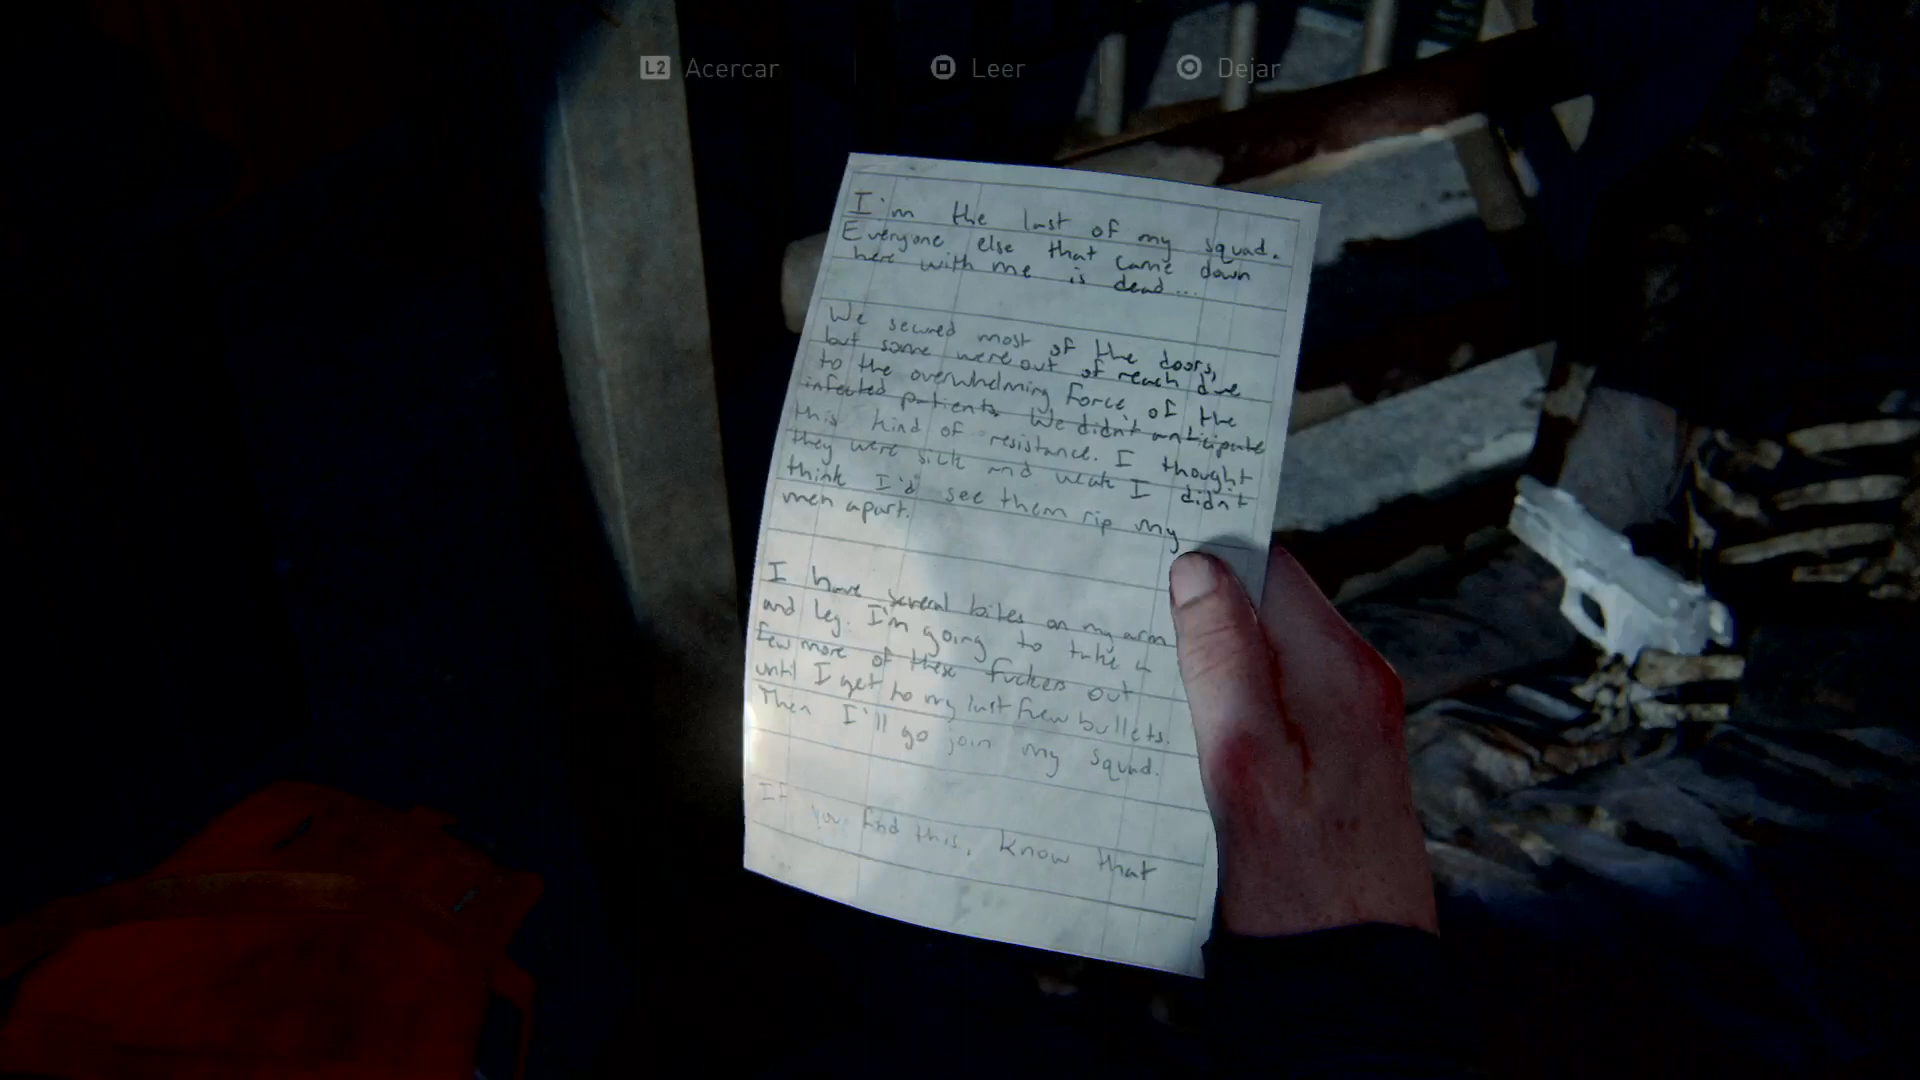 L2 Acercar
Leer
Dejar
I'm the last of my squad.
Everyone else that came down
here with me is dead...
We secured most of the doors,
but some were out of reach due
to the overwhelming force of the
infected patients. We didn't anticipate
this kind of resistance. I thought
they were sick and weak I didn't
think I'd see them rip my
men apart.
I have several bites on my arm
and leg. I'm going to take a
few more of these fuckers out
until I get to my last few bullets.
Then I'll go join my squad.
If you find this, know that